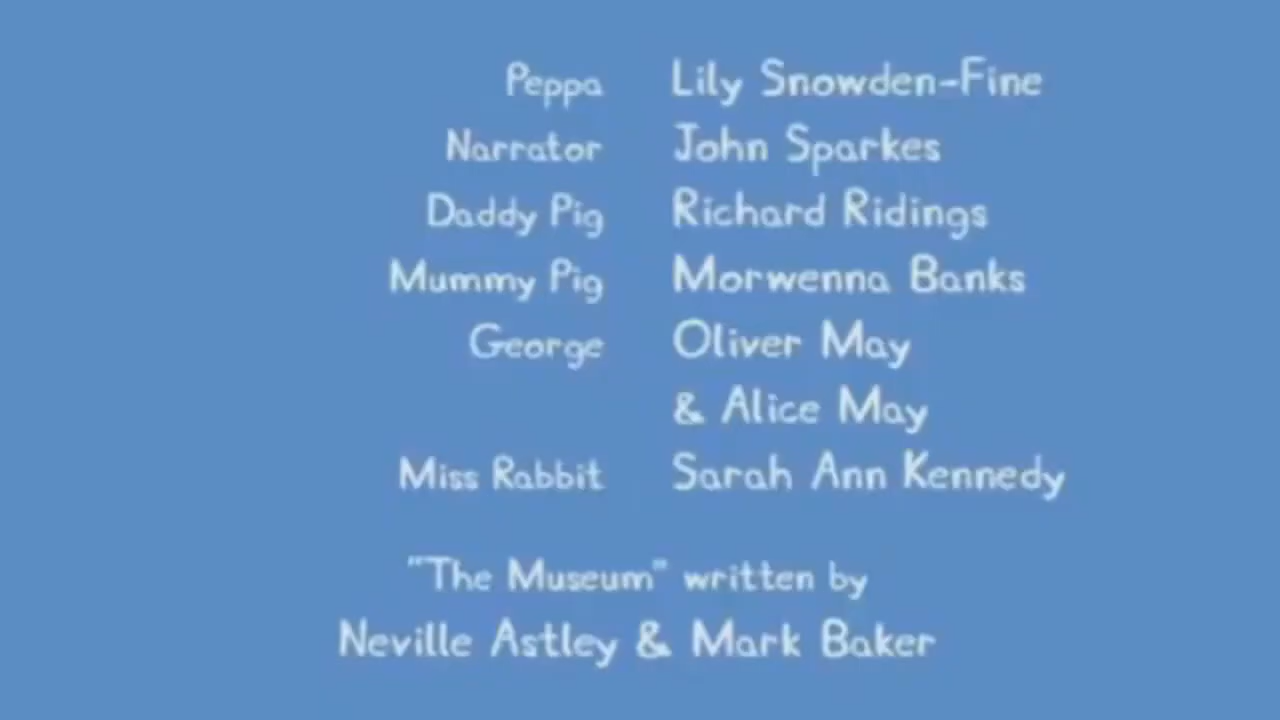 Peppa Lily Snowden-Fine
Narrator John Sparkes
Daddy Pig Richard Ridings
Mummy Pig Morwenna Banks
George Oliver May
& Alice May
Miss Rabbit Sarah Ann Kennedy
"The Museum" written by
Neville Astley & Mark Baker